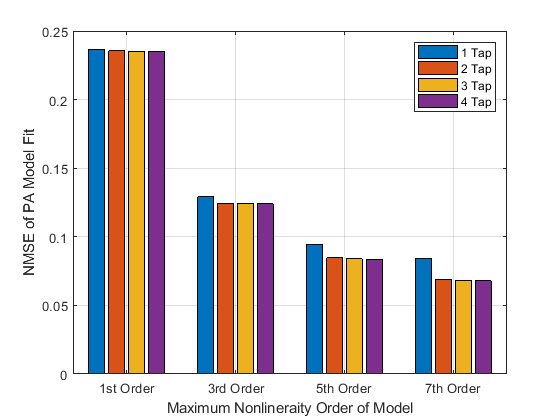 0.25
0.2
0.15
0.1
0.05
0
NMSE of PA Model Fit
1 Tap
2 Tap
3 Tap
4 Tap
1st Order
3rd Order
5th Order
7th Order
Maximum Nonlineraity Order of Model